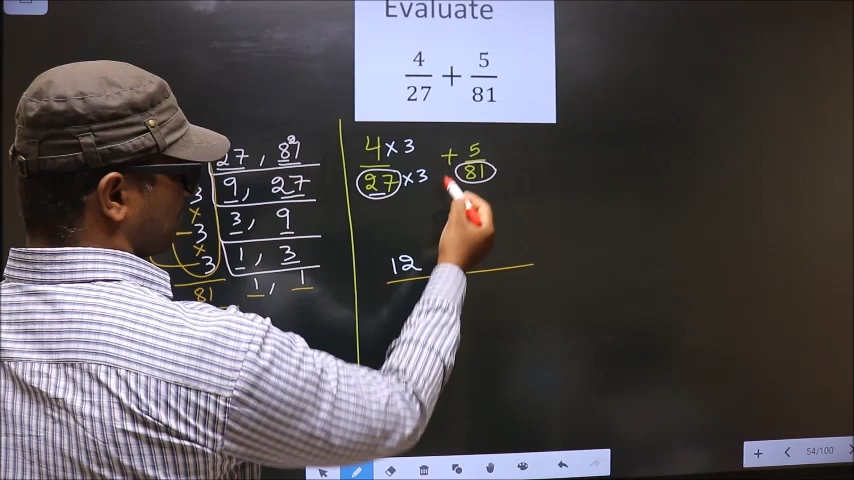 Evaluate
4/27 + 5/81
27, 81
9, 27
3 3, 9
x
3 1, 3
x
3 1, 1
81
4 x 3 + 5
27 x 3 81
12
54/100